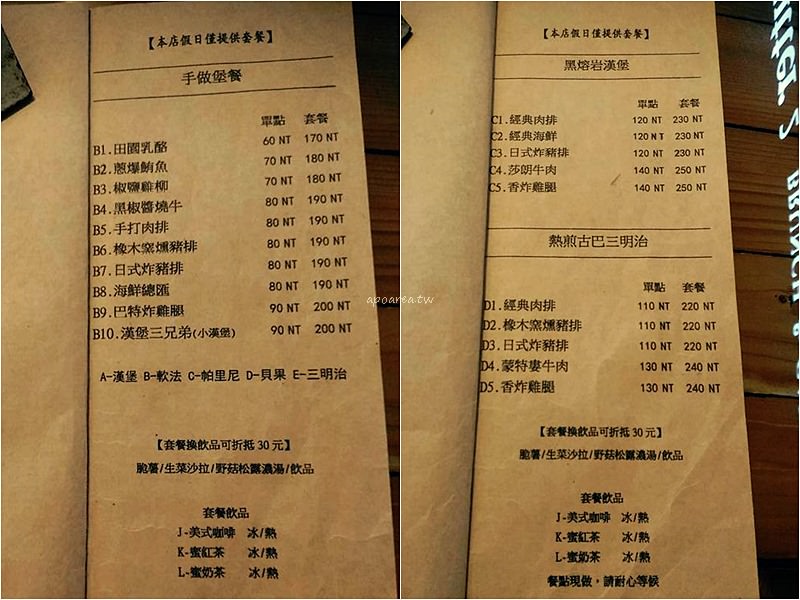 【本店假日僅提供套餐】
手做堡餐
單點 套餐
B1.田園乳酪 60 NT 170 NT
B2.蔥爆鮪魚 70 NT 180 NT
B3.椒鹽雞柳 70 NT 180 NT
B4.黑椒醬燒牛 80 NT 190 NT
B5.手打肉排 80 NT 190 NT
B6.橡木窯燻豬排 80 NT 190 NT
B7.日式炸豬排 80 NT 190 NT
B8.海鮮總匯 80 NT 190 NT
B9.巴特炸雞腿 90 NT 200 NT
B10.漢堡三兄弟(小漢堡) 90 NT 200 NT
A-漢堡 B-軟法 C-帕里尼 D-貝果 E-三明治
【套餐換飲品可折抵 30 元】
脆薯/生菜沙拉/野菇松露濃湯/飲品
套餐飲品
J-美式咖啡 冰/熱
K-蜜紅茶 冰/熱
L-蜜奶茶 冰/熱
apoarea.tw
【本店假日僅提供套餐】
黑熔岩漢堡
單點 套餐
C1.經典肉排 120 NT 230 NT
C2.經典海鮮 120 NT 230 NT
C3.日式炸豬排 120 NT 230 NT
C4.莎朗牛肉 140 NT 250 NT
C5.香炸雞腿 140 NT 250 NT
熱煎古巴三明治
單點 套餐
D1.經典肉排 110 NT 220 NT
D2.橡木窯燻豬排 110 NT 220 NT
D3.日式炸豬排 110 NT 220 NT
D4.蒙特婁牛肉 130 NT 240 NT
D5.香炸雞腿 130 NT 240 NT
【套餐換飲品可折抵 30 元】
脆薯/生菜沙拉/野菇松露濃湯/飲品
套餐飲品
J-美式咖啡 冰/熱
K-蜜紅茶 冰/熱
L-蜜奶茶 冰/熱
餐點現做，請耐心等候